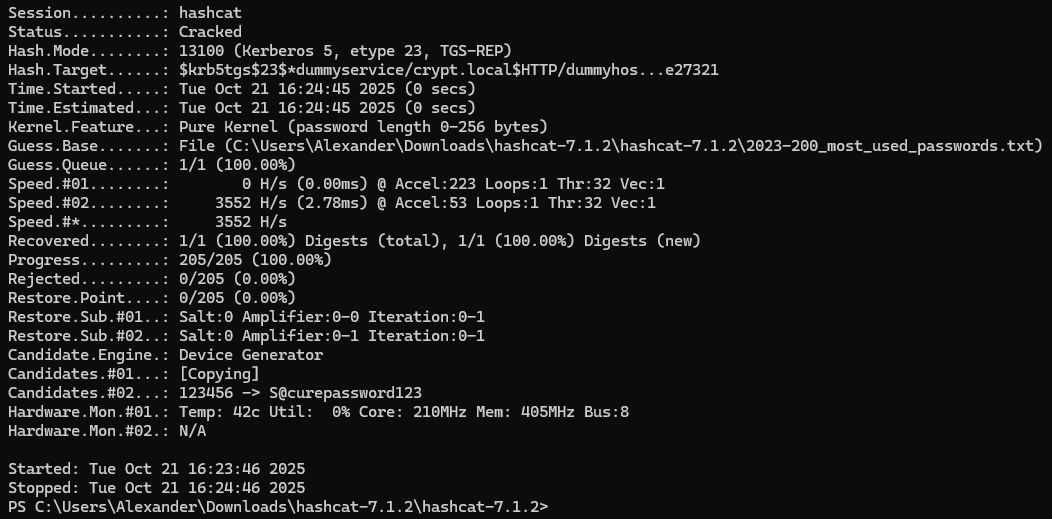 Session..........: hashcat
Status...........: Cracked
Hash.Mode........: 13100 (Kerberos 5, etype 23, TGS-REP)
Hash.Target......: $krb5tgs$23$*dummyservice/crypt.local$HTTP/dummyhos...e27321
Time.Started.....: Tue Oct 21 16:24:45 2025 (0 secs)
Time.Estimated...: Tue Oct 21 16:24:45 2025 (0 secs)
Kernel.Feature...: Pure Kernel (password length 0-256 bytes)
Guess.Base.......: File (C:\Users\Alexander\Downloads\hashcat-7.1.2\hashcat-7.1.2\2023-200_most_used_passwords.txt)
Guess.Queue......: 1/1 (100.00%)
Speed.#01........:        0 H/s (0.00ms) @ Accel:223 Loops:1 Thr:32 Vec:1
Speed.#02........:     3552 H/s (2.78ms) @ Accel:53 Loops:1 Thr:32 Vec:1
Speed.#*.........:     3552 H/s
Recovered........: 1/1 (100.00%) Digests (total), 1/1 (100.00%) Digests (new)
Progress.........: 205/205 (100.00%)
Rejected.........: 0/205 (0.00%)
Restore.Point....: 0/205 (0.00%)
Restore.Sub.#01..: Salt:0 Amplifier:0-0 Iteration:0-1
Restore.Sub.#02..: Salt:0 Amplifier:0-1 Iteration:0-1
Candidate.Engine.: Device Generator
Candidates.#01...: [Copying]
Candidates.#02...: 123456 -> S@curepassword123
Hardware.Mon.#01.: Temp: 42c Util:  0% Core: 210MHz Mem: 405MHz Bus:8
Hardware.Mon.#02.: N/A

Started: Tue Oct 21 16:23:46 2025
Stopped: Tue Oct 21 16:24:46 2025
PS C:\Users\Alexander\Downloads\hashcat-7.1.2\hashcat-7.1.2>